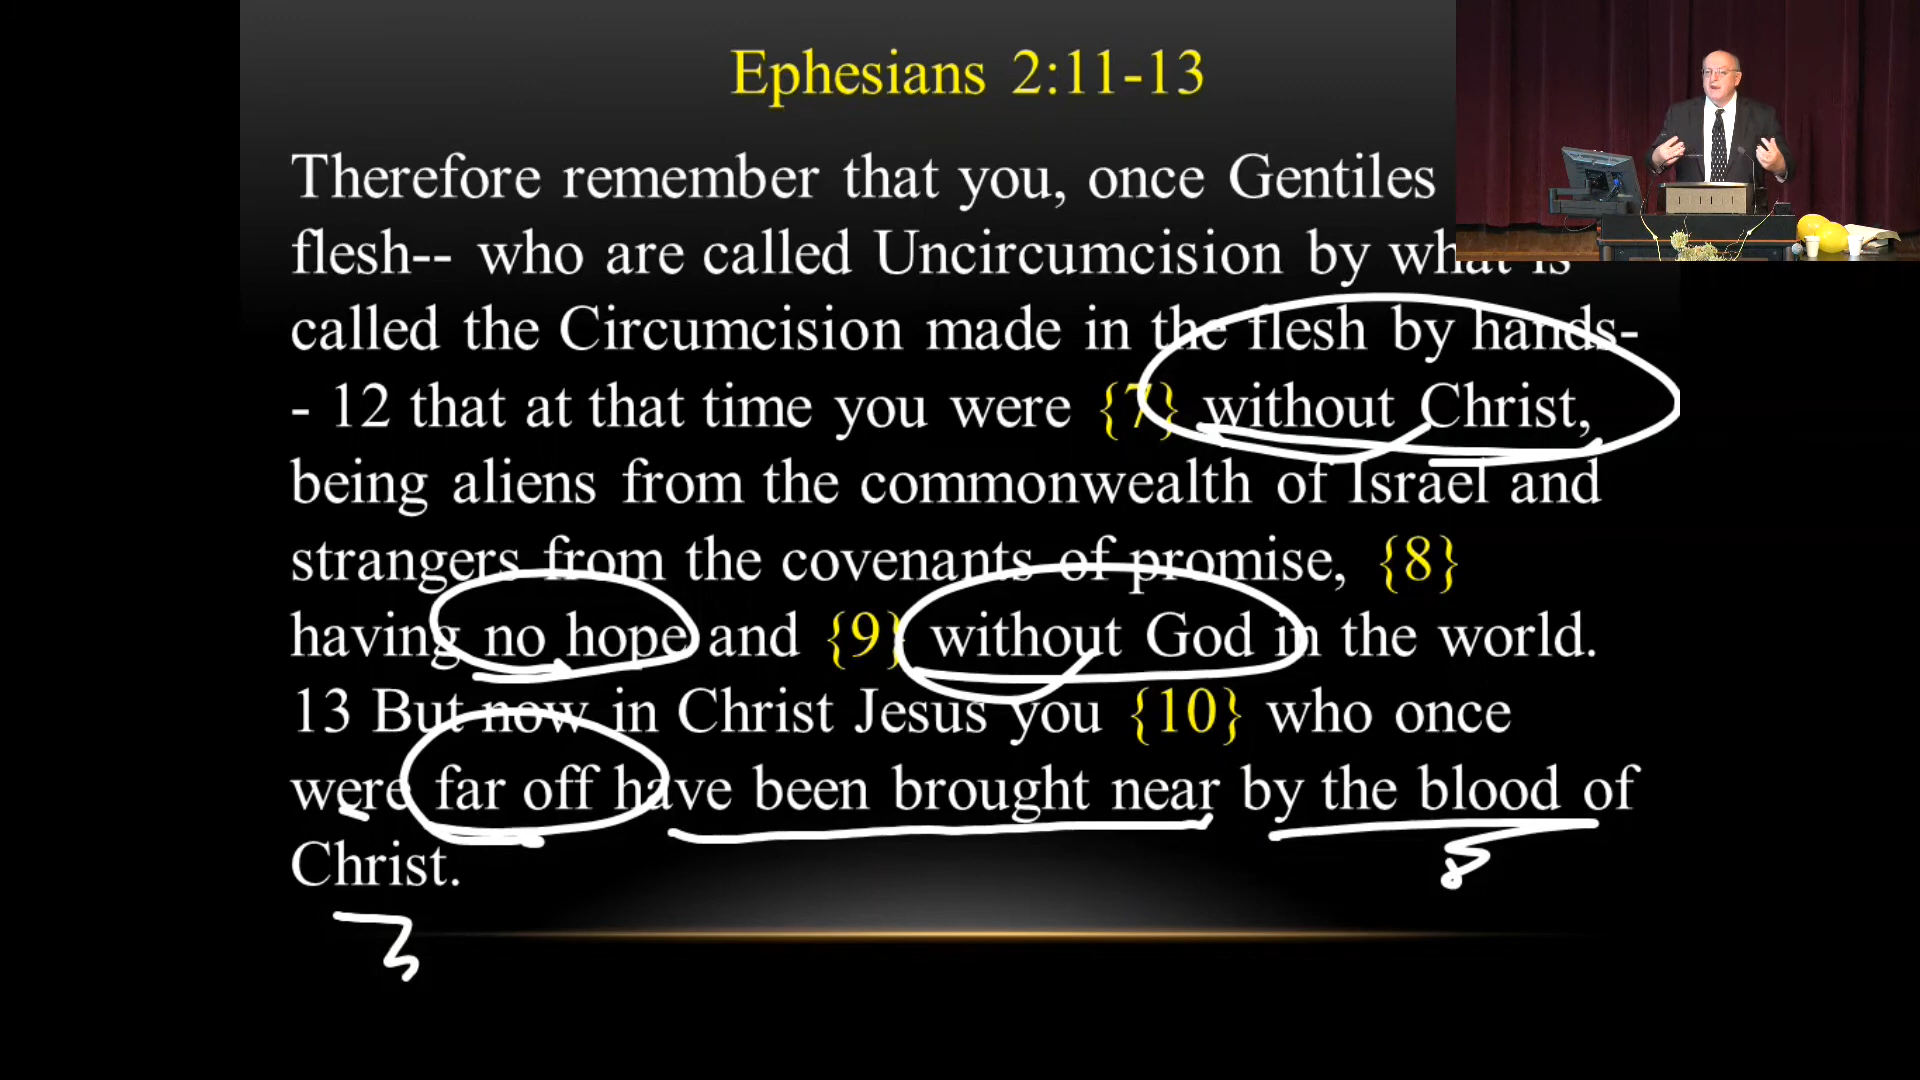 Ephesians 2:11-13
Therefore remember that you, once Gentiles
flesh-- who are called Uncircumcision by what is
called the Circumcision made in the flesh by hands-
- 12 that at that time you were {7} without Christ,
being aliens from the commonwealth of Israel and
strangers from the covenants of promise, {8}
having no hope and {9} without God in the world.
13 But now in Christ Jesus you {10} who once
were far off have been brought near by the blood of
Christ.